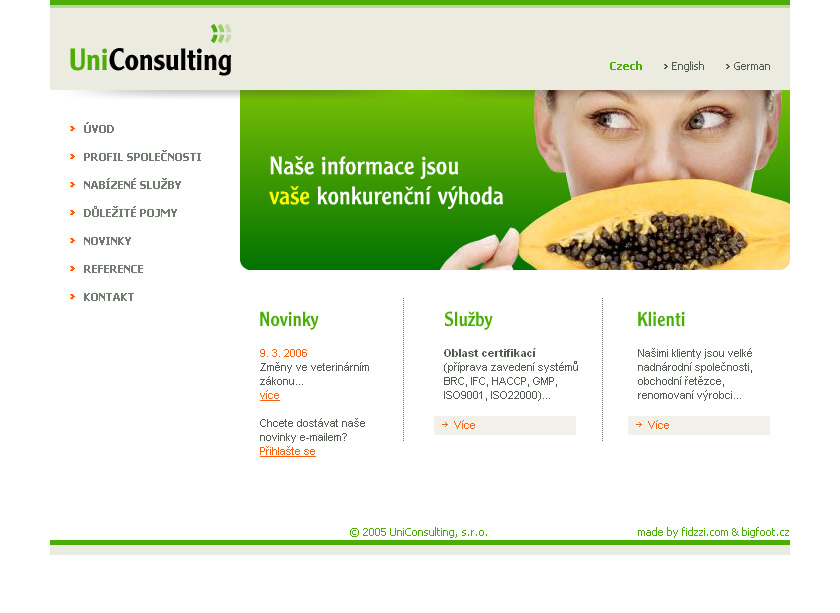 UniConsulting
Czech
English
German
ÚVOD
PROFIL SPOLEČNOSTI
NABÍZENÉ SLUŽBY
DŮLEŽITÉ POJMY
NOVINKY
REFERENCE
KONTAKT
Naše informace jsou
vaše konkurenční výhoda
Novinky
9. 3. 2006
Změny ve veterinárním
zákonu...
více
Chcete dostávat naše
novinky e-mailem?
Přihlašte se
Služby
Oblast certifikací
(příprava zavedení systémů
BRC, IFC, HACCP, GMP,
ISO9001, ISO22000)...
Více
Klienti
Našimi klienty jsou velké
nadnárodní společnosti,
obchodní řetězce,
renomovaní výrobci...
Více
© 2005 UniConsulting, s.r.o.
made by fidzzi.com & bigfoot.cz